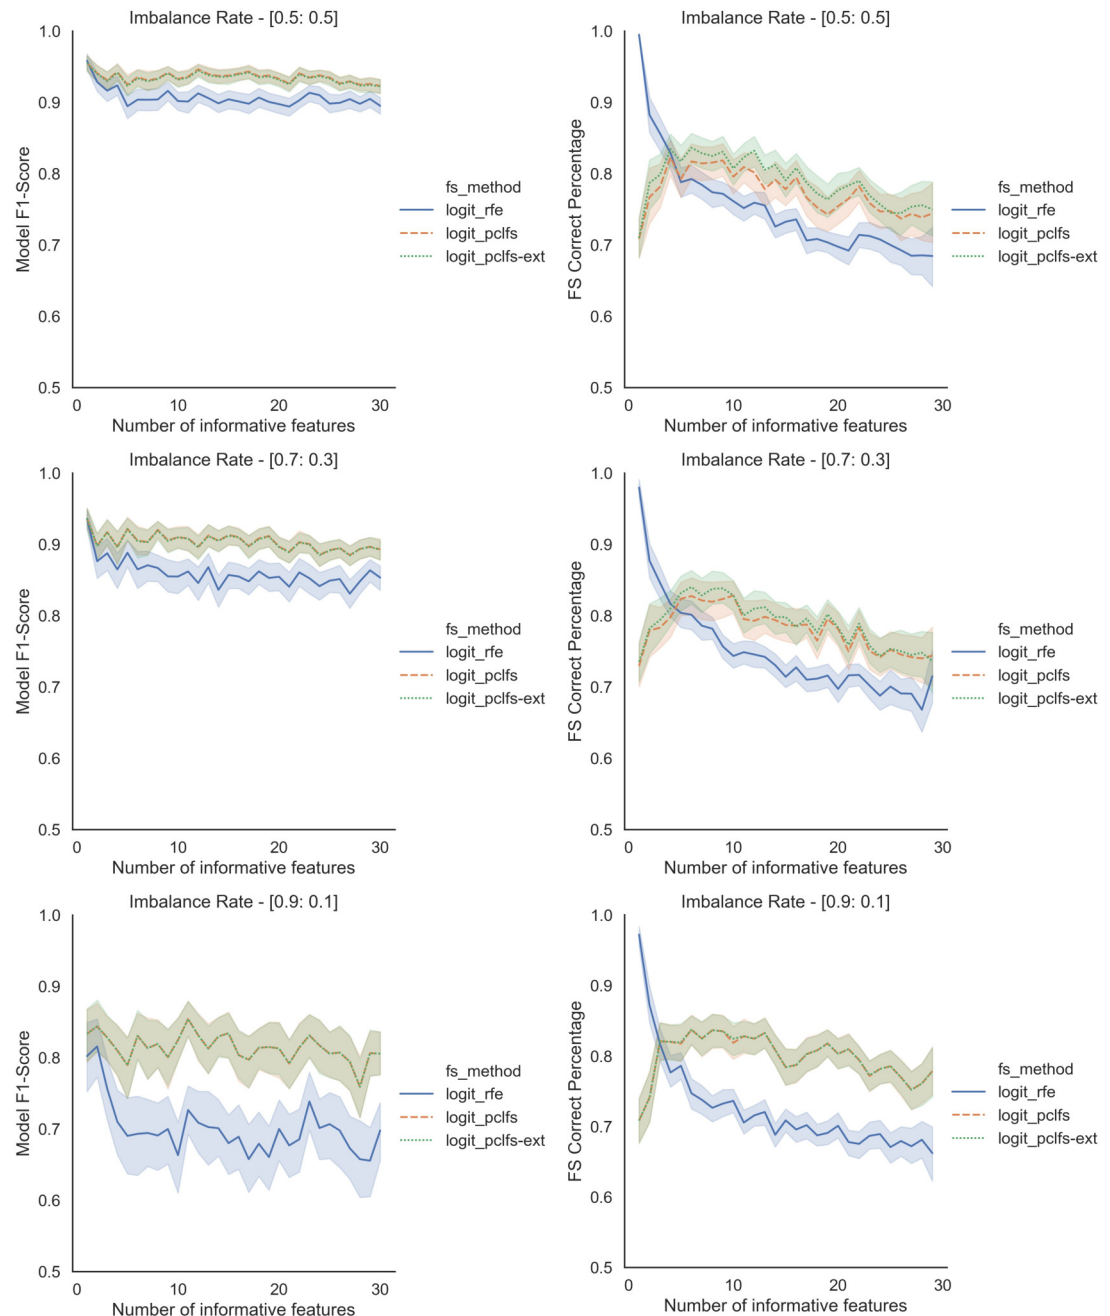 Imbalance Rate - [0.5: 0.5]
1.0
0.9
0.8
0.7
0.6
0.5
Model F1-Score
0
10
20
30
Number of informative features
fs_method
logit_rfe
logit_pclfs
logit_pclfs-ext
Imbalance Rate - [0.5: 0.5]
1.0
0.9
0.8
0.7
0.6
0.5
FS Correct Percentage
0
10
20
30
Number of informative features
fs_method
logit_rfe
logit_pclfs
logit_pclfs-ext
Imbalance Rate - [0.7: 0.3]
1.0
0.9
0.8
0.7
0.6
0.5
Model F1-Score
0
10
20
30
Number of informative features
fs_method
logit_rfe
logit_pclfs
logit_pclfs-ext
Imbalance Rate - [0.7: 0.3]
1.0
0.9
0.8
0.7
0.6
0.5
FS Correct Percentage
0
10
20
30
Number of informative features
fs_method
logit_rfe
logit_pclfs
logit_pclfs-ext
Imbalance Rate - [0.9: 0.1]
1.0
0.9
0.8
0.7
0.6
0.5
Model F1-Score
0
10
20
30
Number of informative features
fs_method
logit_rfe
logit_pclfs
logit_pclfs-ext
Imbalance Rate - [0.9: 0.1]
1.0
0.9
0.8
0.7
0.6
0.5
FS Correct Percentage
0
10
20
30
Number of informative features
fs_method
logit_rfe
logit_pclfs
logit_pclfs-ext